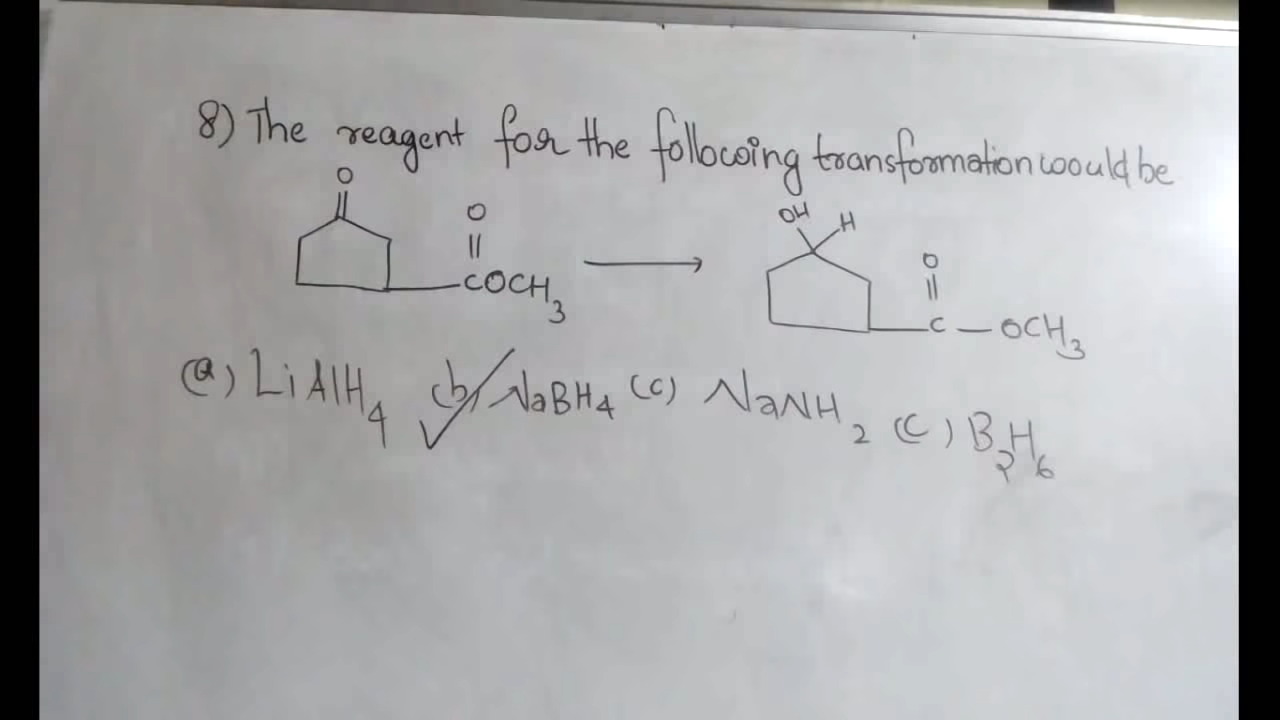 8) The reagent for the following transformation would be
O
O
COCH3
OH H
O
C — OCH3
(a) LiAlH4 (b) NaBH4 (c) NaNH2 (c) B2H6